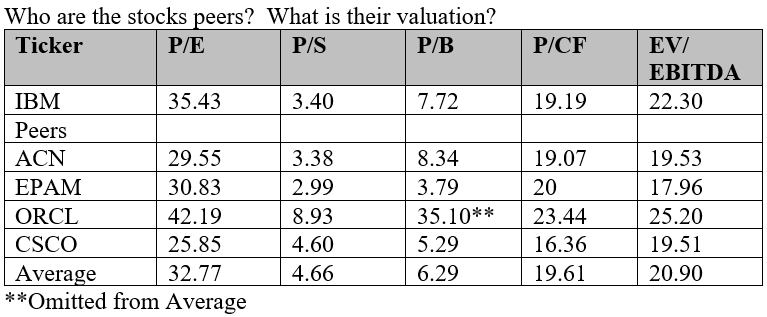 Who are the stocks peers?  What is their valuation?
Ticker P/E P/S P/B P/CF EV/
EBITDA
IBM 35.43 3.40 7.72 19.19 22.30
Peers
ACN 29.55 3.38 8.34 19.07 19.53
EPAM 30.83 2.99 3.79 20 17.96
ORCL 42.19 8.93 35.10** 23.44 25.20
CSCO 25.85 4.60 5.29 16.36 19.51
Average 32.77 4.66 6.29 19.61 20.90
**Omitted from Average